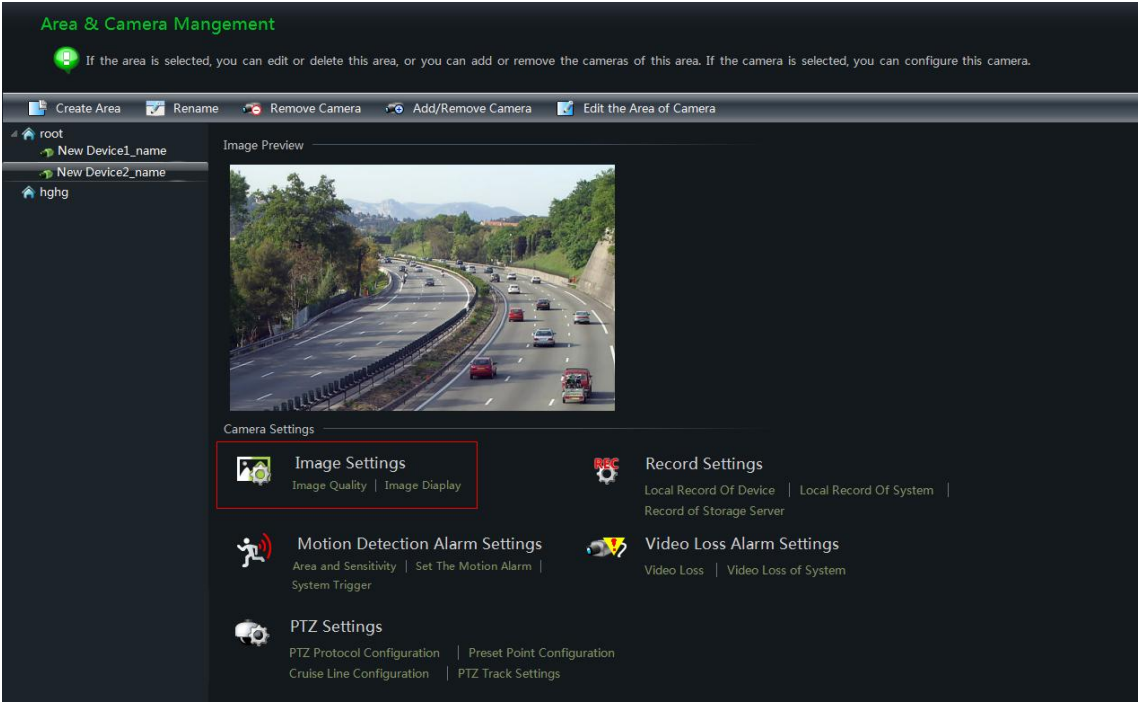 Area & Camera Mangement
If the area is selected, you can edit or delete this area, or you can add or remove the cameras of this area. If the camera is selected, you can configure this camera.
Create Area Rename Remove Camera Add/Remove Camera Edit the Area of Camera
root
New Device1_name
New Device2_name
hghg
Image Preview
Camera Settings
Image Settings
Image Quality | Image Diaplay
Record Settings
Local Record Of Device | Local Record Of System |
Record of Storage Server
Motion Detection Alarm Settings
Area and Sensitivity | Set The Motion Alarm |
System Trigger
Video Loss Alarm Settings
Video Loss | Video Loss of System
PTZ Settings
PTZ Protocol Configuration | Preset Point Configuration
Cruise Line Configuration | PTZ Track Settings
REC